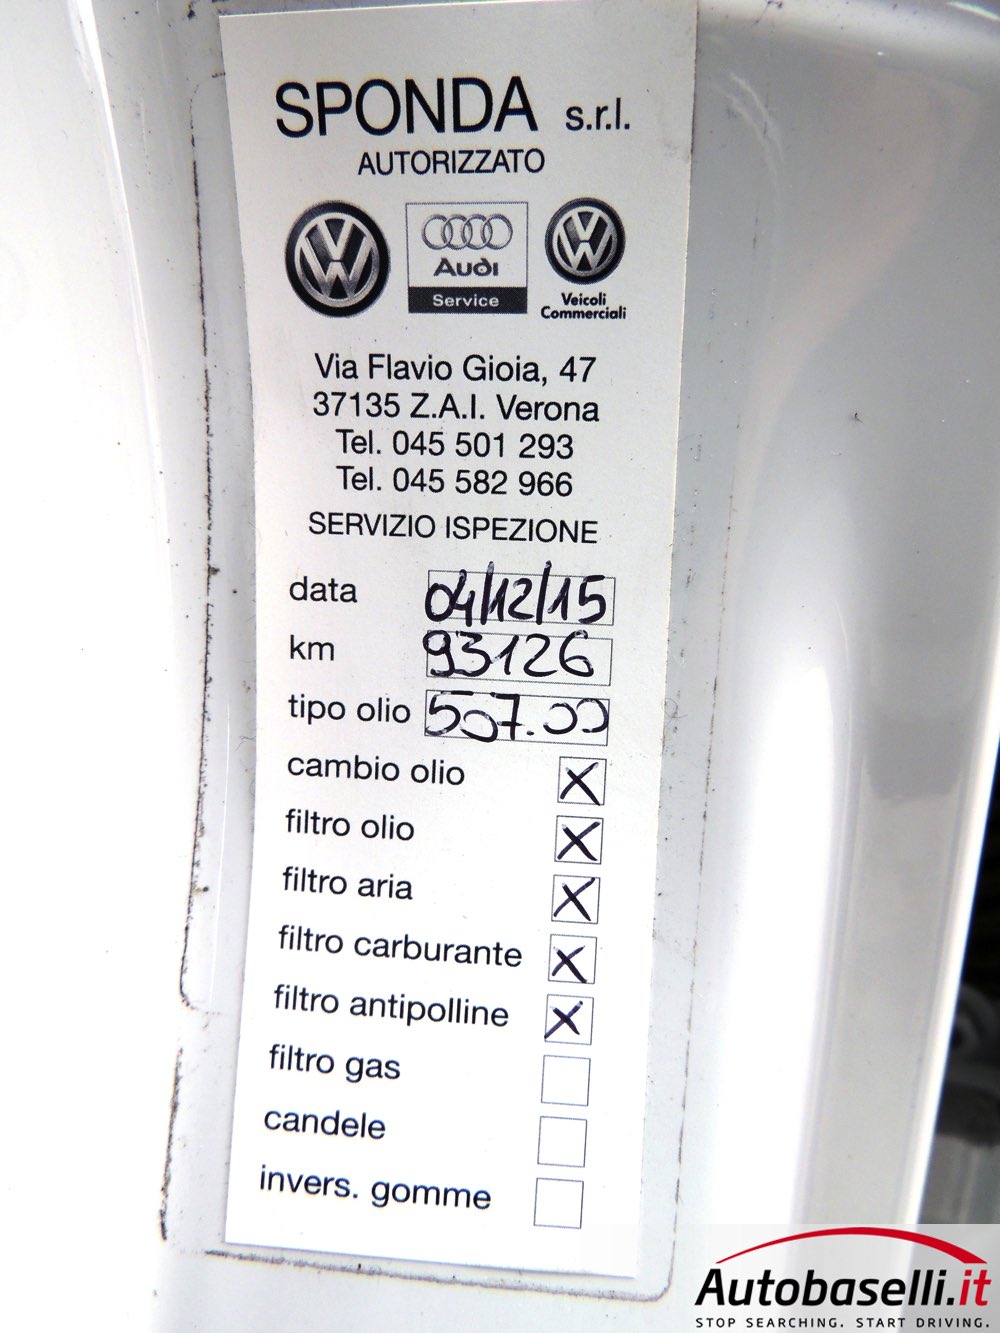 SPONDA s.r.l.
AUTORIZZATO
Audi
Service
Veicoli
Commerciali
Via Flavio Gioia, 47
37135 Z.A.I. Verona
Tel. 045 501 293
Tel. 045 582 966
SERVIZIO ISPEZIONE
data 04/12/15
km 93126
tipo olio 507.00
cambio olio X
filtro olio X
filtro aria X
filtro carburante X
filtro antipolline X
filtro gas
candele
invers. gomme
Autobaselli.it
STOP SEARCHING. START DRIVING.